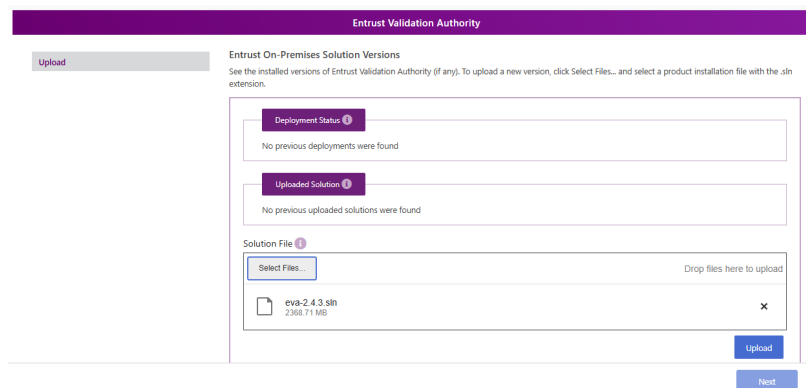 Entrust Validation Authority
Upload
Entrust On-Premises Solution Versions
See the installed versions of Entrust Validation Authority (if any). To upload a new version, click Select Files... and select a product installation file with the .sln
extension.
Deployment Status i
No previous deployments were found
Uploaded Solution i
No previous uploaded solutions were found
Solution File i
Select Files...
Drop files here to upload
eva-2.4.3.sln
2368.71 MB
Upload
Next